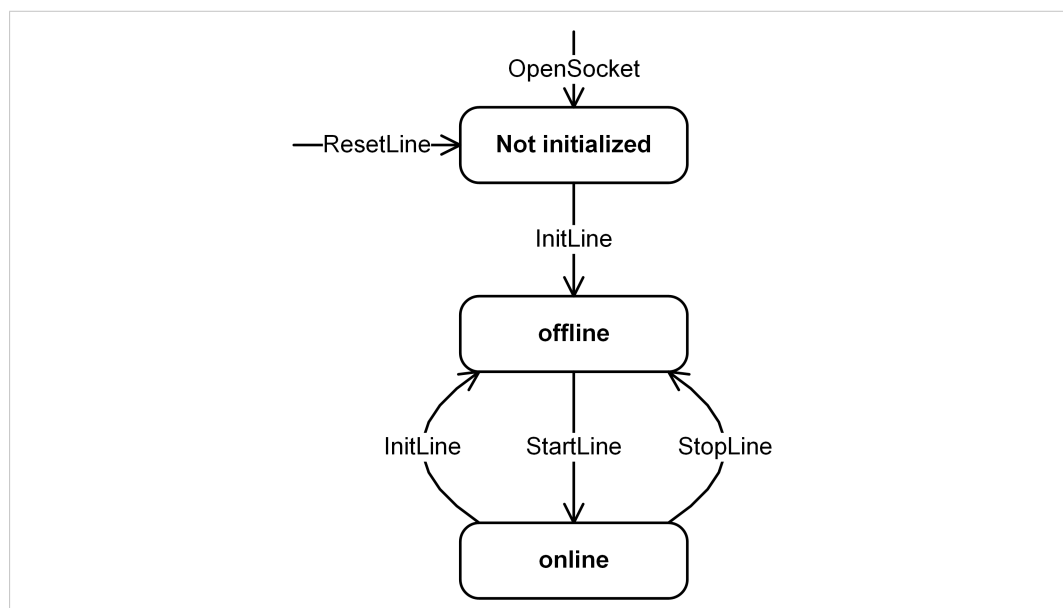 OpenSocket
ResetLine
Not initialized
InitLine
offline
InitLine
StartLine
StopLine
online